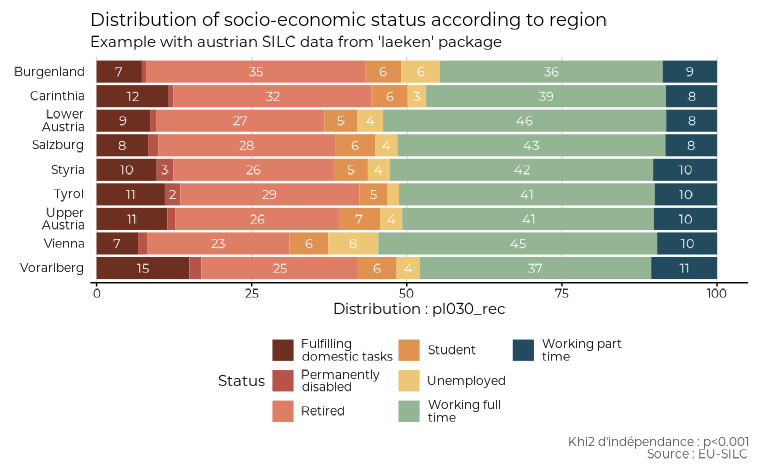 Distribution of socio-economic status according to region
Example with austrian SILC data from 'laeken' package
Burgenland 7 35 6 6 36 9
Carinthia 12 32 6 3 39 8
Lower
Austria 9 27 5 4 46 8
Salzburg 8 28 6 4 43 8
Styria 10 3 26 5 4 42 10
Tyrol 11 2 29 5 41 10
Upper
Austria 11 26 7 4 41 10
Vienna 7 23 6 8 45 10
Vorarlberg 15 25 6 4 37 11
0 25 50 75 100
Distribution : pl030_rec
Status
Fulfilling
domestic tasks
Permanently
disabled
Retired
Student
Unemployed
Working full
time
Working part
time
Khi2 d'indépendance : p<0.001
Source : EU-SILC